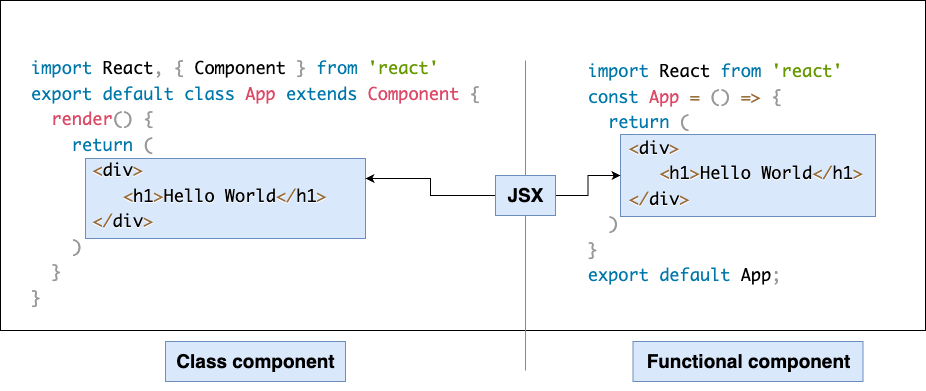 import React, { Component } from 'react'
export default class App extends Component {
render() {
return (
<div>
<h1>Hello World</h1>
</div>
)
}
}
JSX
import React from 'react'
const App = () => {
return (
<div>
<h1>Hello World</h1>
</div>
)
}
export default App;
Class component
Functional component